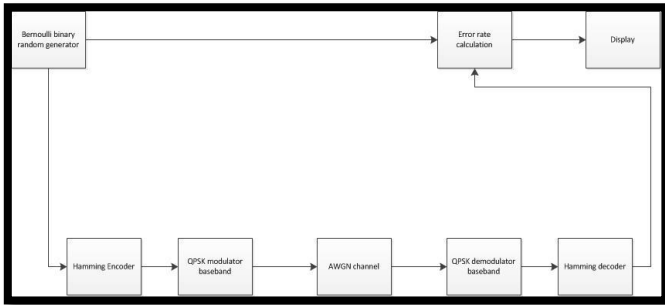 Bernoulli binary
random generator
Error rate
calculation
Display
Hamming Encoder
QPSK modulator
baseband
AWGN channel
QPSK demodulator
baseband
Hamming decoder